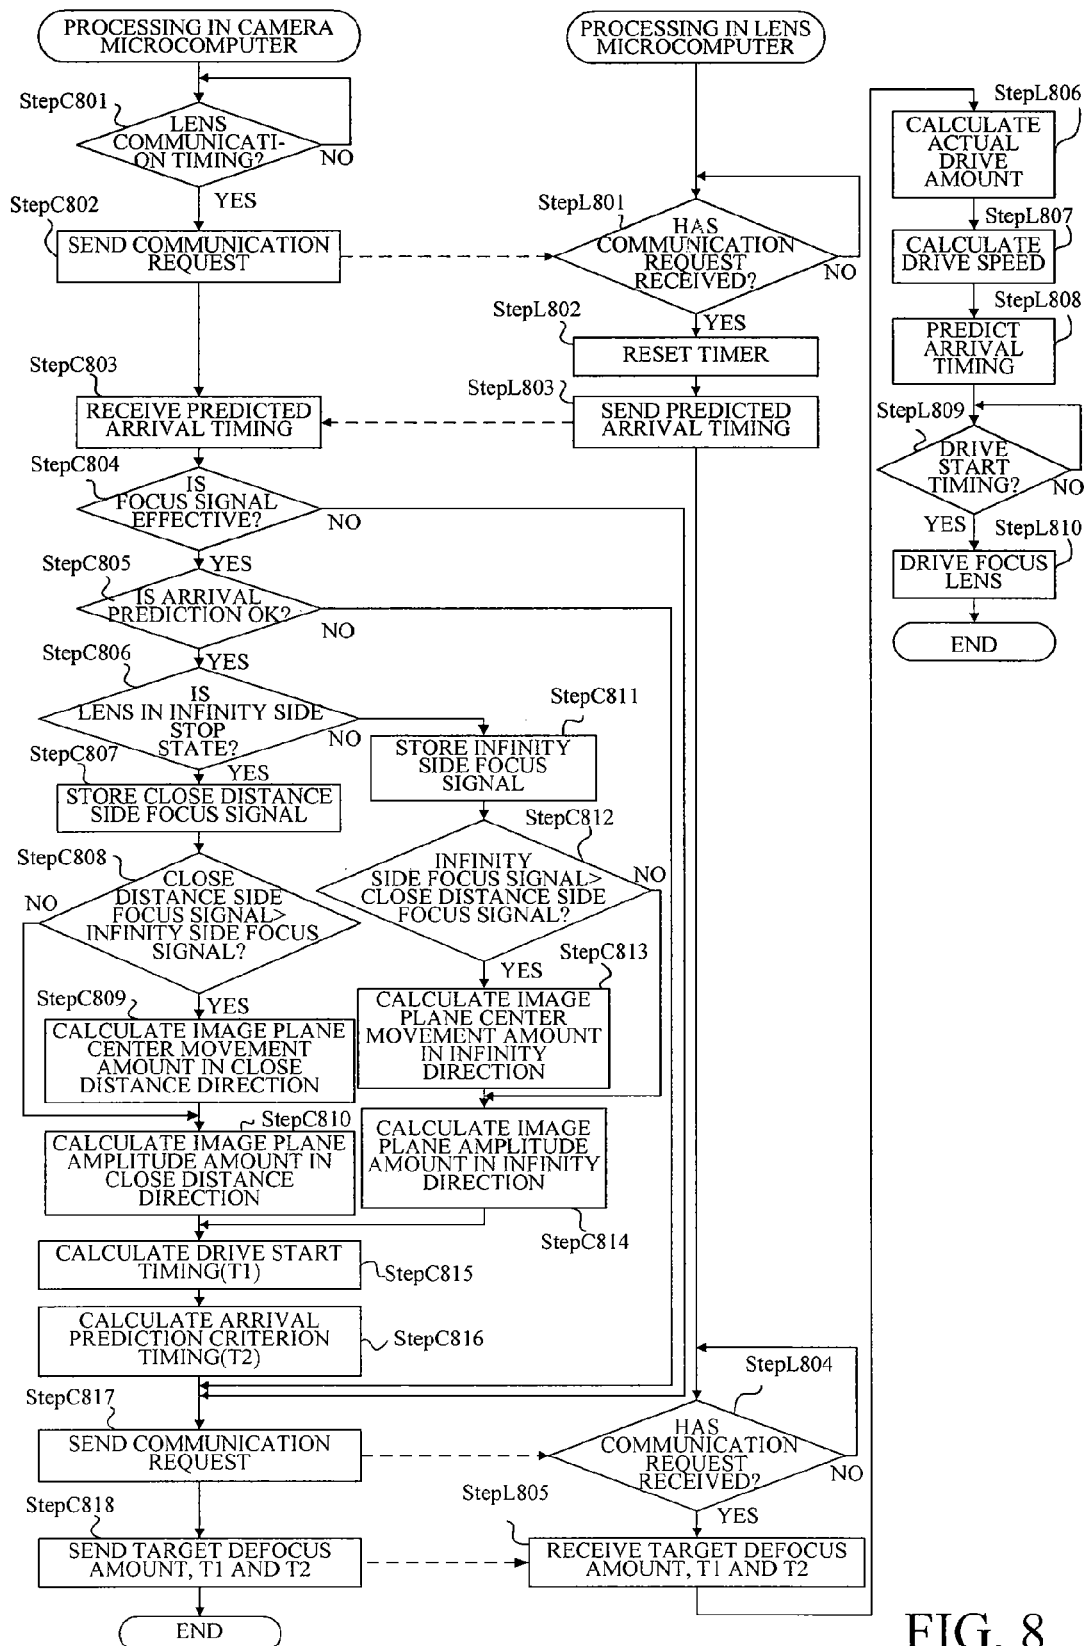 PROCESSING IN CAMERA
MICROCOMPUTER
StepC801
LENS
COMMUNICATI-
ON TIMING?
NO
YES
StepC802
SEND COMMUNICATION
REQUEST
StepC803
RECEIVE PREDICTED
ARRIVAL TIMING
StepC804
IS
FOCUS SIGNAL
EFFECTIVE?
NO
YES
StepC805
IS ARRIVAL
PREDICTION OK?
NO
YES
StepC806
IS
LENS IN INFINITY SIDE
STOP
STATE?
NO
YES
StepC807
STORE CLOSE DISTANCE
SIDE FOCUS SIGNAL
StepC808
CLOSE
DISTANCE SIDE
FOCUS SIGNAL>
INFINITY SIDE FOCUS
SIGNAL?
NO
YES
StepC809
CALCULATE IMAGE PLANE
CENTER MOVEMENT
AMOUNT IN CLOSE
DISTANCE DIRECTION
StepC810
CALCULATE IMAGE PLANE
AMPLITUDE AMOUNT IN
CLOSE DISTANCE
DIRECTION
StepC811
STORE INFINITY
SIDE FOCUS
SIGNAL
StepC812
INFINITY
SIDE FOCUS SIGNAL>
CLOSE DISTANCE SIDE
FOCUS SIGNAL?
NO
YES
StepC813
CALCULATE IMAGE
PLANE CENTER
MOVEMENT AMOUNT
IN INFINITY
DIRECTION
CALCULATE IMAGE
PLANE AMPLITUDE
AMOUNT IN INFINITY
DIRECTION
StepC814
CALCULATE DRIVE START
TIMING(T1)
StepC815
CALCULATE ARRIVAL
PREDICTION CRITERION
TIMING(T2)
StepC816
StepC817
SEND COMMUNICATION
REQUEST
StepC818
SEND TARGET DEFOCUS
AMOUNT, T1 AND T2
END
PROCESSING IN LENS
MICROCOMPUTER
StepL801
HAS
COMMUNICATION
REQUEST
RECEIVED?
NO
YES
StepL802
RESET TIMER
StepL803
SEND PREDICTED
ARRIVAL TIMING
StepL804
HAS
COMMUNICATION
REQUEST
RECEIVED?
NO
YES
StepL805
RECEIVE TARGET DEFOCUS
AMOUNT, T1 AND T2
StepL806
CALCULATE
ACTUAL
DRIVE
AMOUNT
StepL807
CALCULATE
DRIVE SPEED
StepL808
PREDICT
ARRIVAL
TIMING
StepL809
DRIVE
START
TIMING?
NO
YES
StepL810
DRIVE FOCUS
LENS
END
FIG. 8